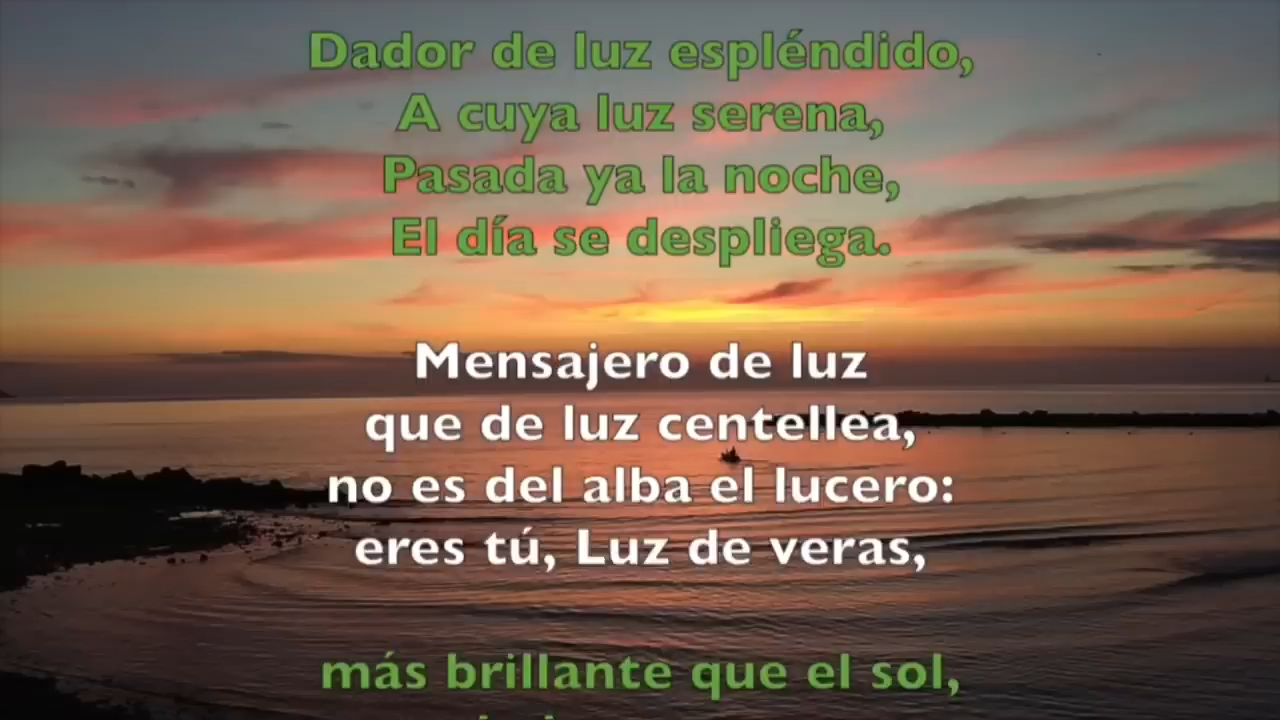 Dador de luz espléndido,
A cuya luz serena,
Pasada ya la noche,
El día se despliega.
Mensajero de luz
que de luz centellea,
no es del alba el lucero:
eres tú, Luz de veras,
más brillante que el sol,